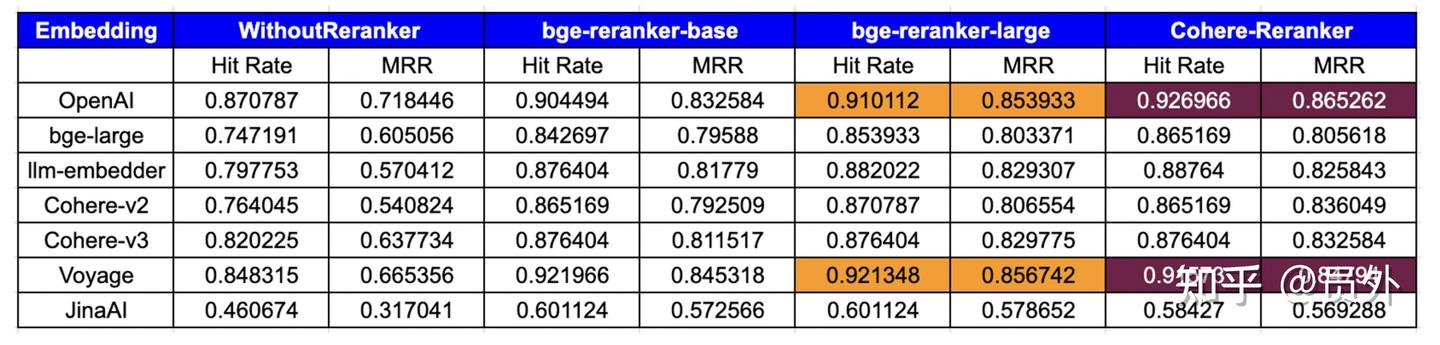 Embedding WithoutReranker bge-reranker-base bge-reranker-large Cohere-Reranker
Hit Rate MRR Hit Rate MRR Hit Rate MRR Hit Rate MRR
OpenAI 0.870787 0.718446 0.904494 0.832584 0.910112 0.853933 0.926966 0.865262
bge-large 0.747191 0.605056 0.842697 0.79588 0.853933 0.803371 0.865169 0.805618
llm-embedder 0.797753 0.570412 0.876404 0.81779 0.882022 0.829307 0.88764 0.825843
Cohere-v2 0.764045 0.540824 0.865169 0.792509 0.870787 0.806554 0.865169 0.836049
Cohere-v3 0.820225 0.637734 0.876404 0.811517 0.876404 0.829775 0.876404 0.832584
Voyage 0.848315 0.665356 0.921966 0.845318 0.921348 0.856742
知乎 @员外
JinaAI 0.460674 0.317041 0.601124 0.572566 0.601124 0.578652 0.58427 0.569288